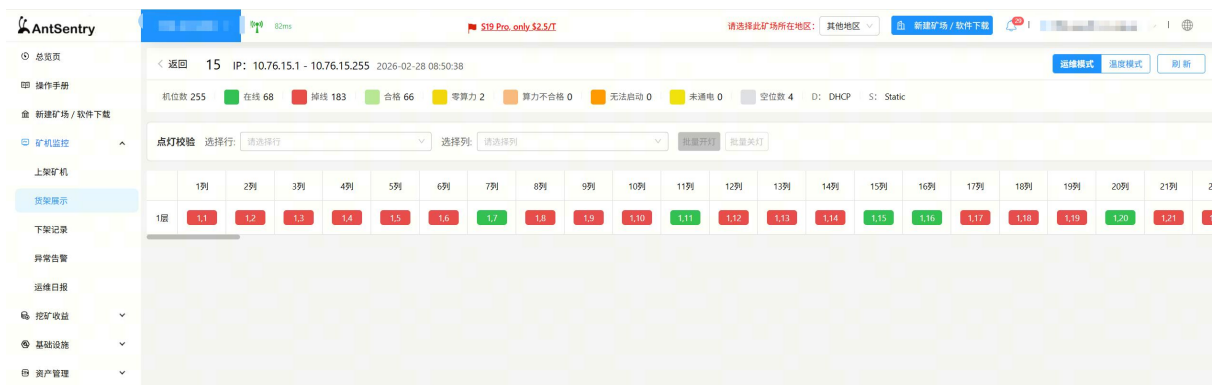 AntSentry
82ms
S19 Pro, only $2.5/T
请选择此矿场所在地区：
其他地区
新建矿场 / 软件下载
29
总览页
操作手册
新建矿场 / 软件下载
矿机监控
上架矿机
货架展示
下架记录
异常告警
运维日报
挖矿收益
基础设施
资产管理
返回 15 IP：10.76.15.1 - 10.76.15.255 2026-02-28 08:50:38
运维模式 温度模式 刷新
机位数 255 在线 68 掉线 183 合格 66 零算力 2 算力不合格 0 无法启动 0 未通电 0 空位数 4 D： DHCP S： Static
点灯校验 选择行: 请选择行 选择列: 请选择列 批量开灯 批量关灯
1列 2列 3列 4列 5列 6列 7列 8列 9列 10列 11列 12列 13列 14列 15列 16列 17列 18列 19列 20列 21列 2
1层 1,1 1,2 1,3 1,4 1,5 1,6 1,7 1,8 1,9 1,10 1,11 1,12 1,13 1,14 1,15 1,16 1,17 1,18 1,19 1,20 1,21